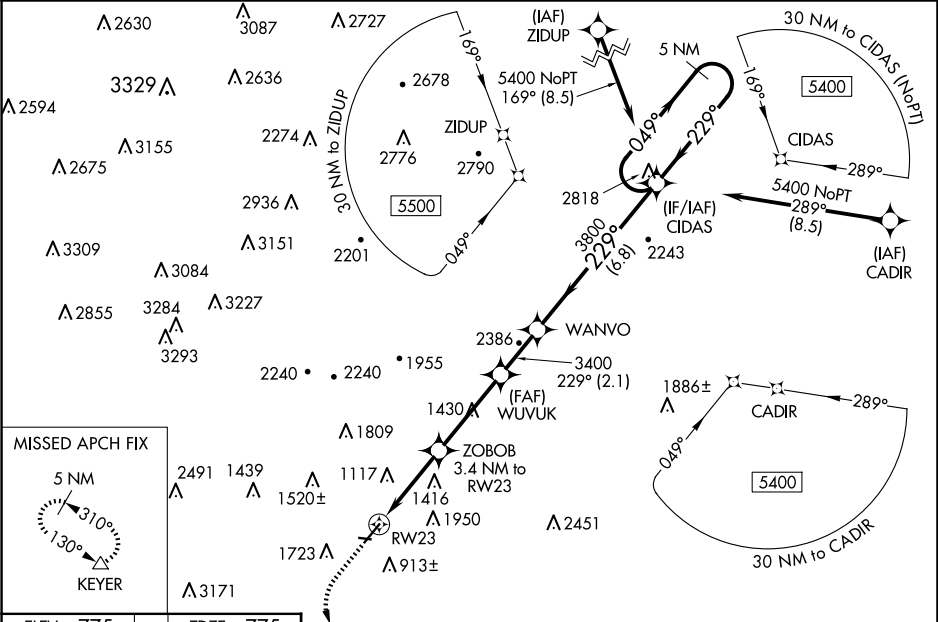 2630
3087
2727
(IAF)
ZIDUP
30 NM to CIDAS (NoPT)
5 NM
3329
2636
2678
169°
5400 NoPT
169° (8.5)
169°
5400
2594
ZIDUP
049°
229°
CIDAS
3155
2274
2776
2790
2675
30 NM to ZIDUP
289°
2818
5400 NoPT
289°
(8.5)
2936
5500
(IF/IAF)
CIDAS
3309
3151
2201
049°
3800
229°
(6.8)
2243
(IAF)
CADIR
3084
2855
3284
3227
3293
WANVO
2386
1955
3400
229° (2.1)
2240
2240
(FAF)
WUVUK
1886±
CADIR
289°
1430
1809
049°
MISSED APCH FIX
ZOBOB
3.4 NM to
RW23
5 NM
2491
1439
1117
5400
1520±
1416
310°
1950
2451
130°
RW23
30 NM to CADIR
KEYER
1723
913±
3171
ELEV 775
TDZE 775